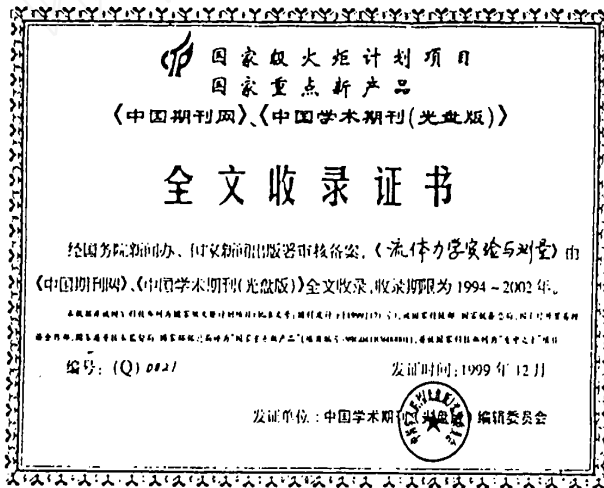 国家级火炬计划项目
国家重点新产品
《中国期刊网》、《中国学术期刊(光盘版)》
全文收录证书
经国务院新闻办、国家新闻出版署审核备案,《流体力学实验与测量》由
《中国期刊网》、《中国学术期刊(光盘版)》全文收录,收录期限为1994~2002年。
编号:(Q)0821
发证时间:1999年12月
发证单位:中国学术期刊(光盘版)编辑委员会